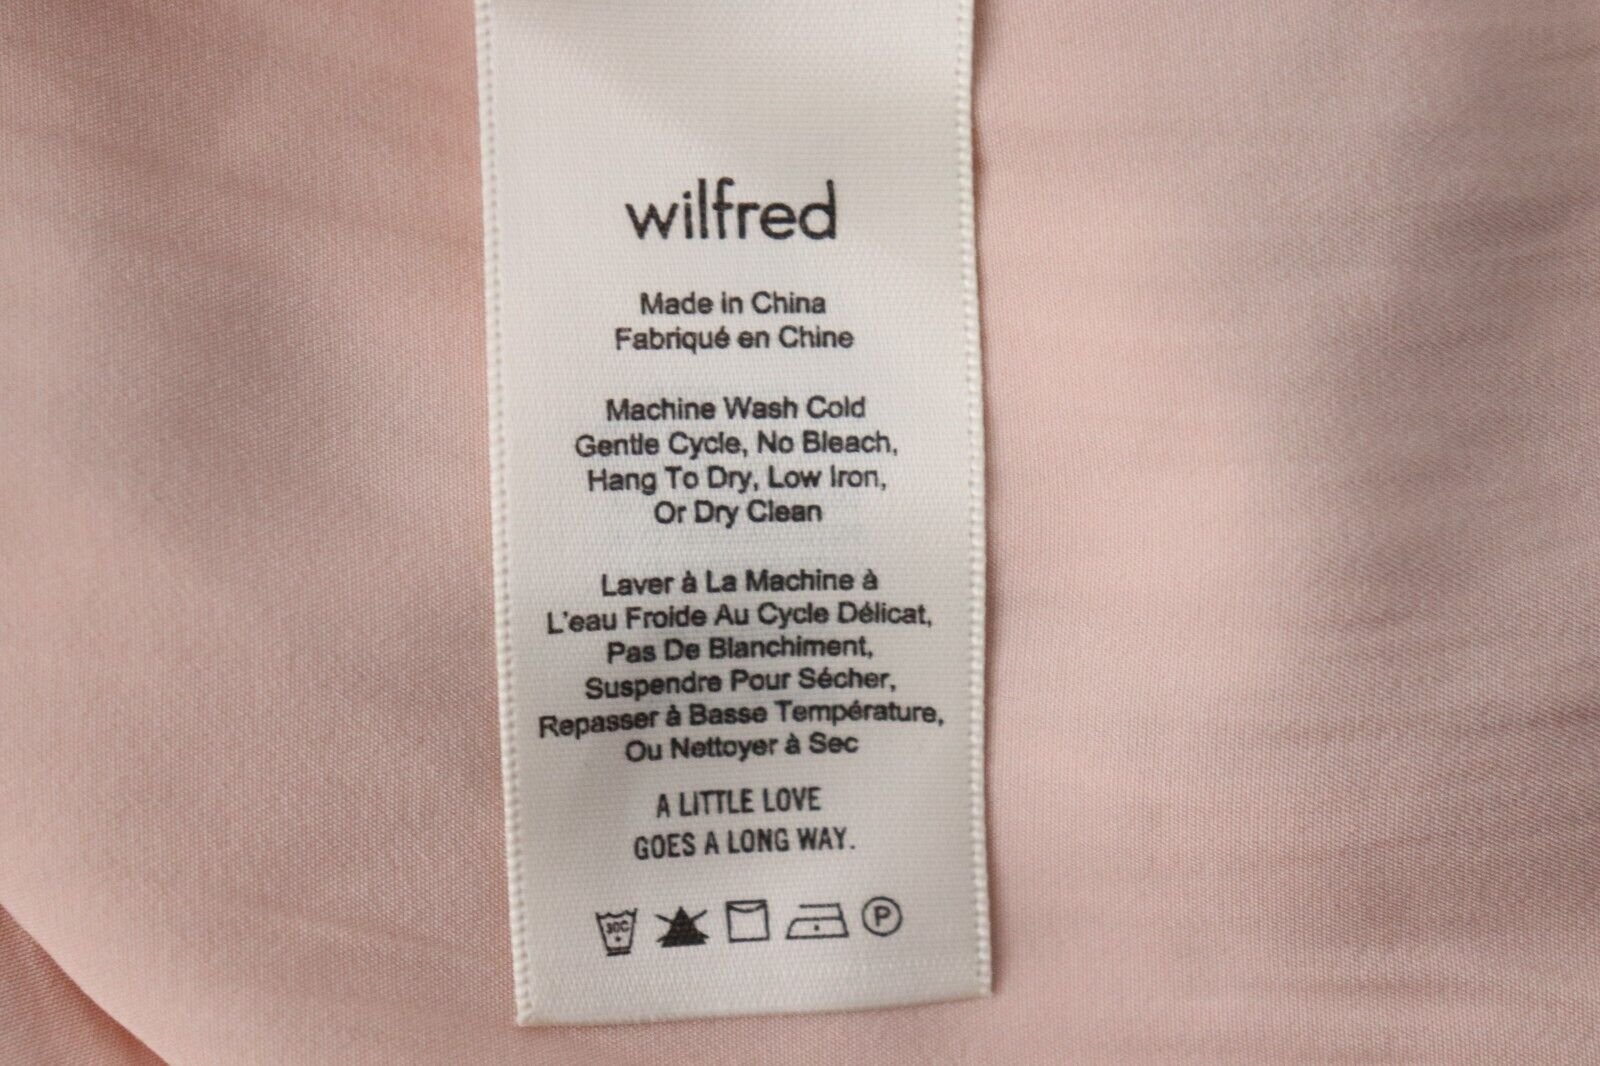 wilfred
Made in China
Fabriqué en Chine
Machine Wash Cold
Gentle Cycle, No Bleach,
Hang To Dry, Low Iron,
Or Dry Clean
Laver à La Machine à
L'eau Froide Au Cycle Délicat,
Pas De Blanchiment,
Suspendre Pour Sécher,
Repasser à Basse Température,
Ou Nettoyer à Sec
A LITTLE LOVE
GOES A LONG WAY.
30C P